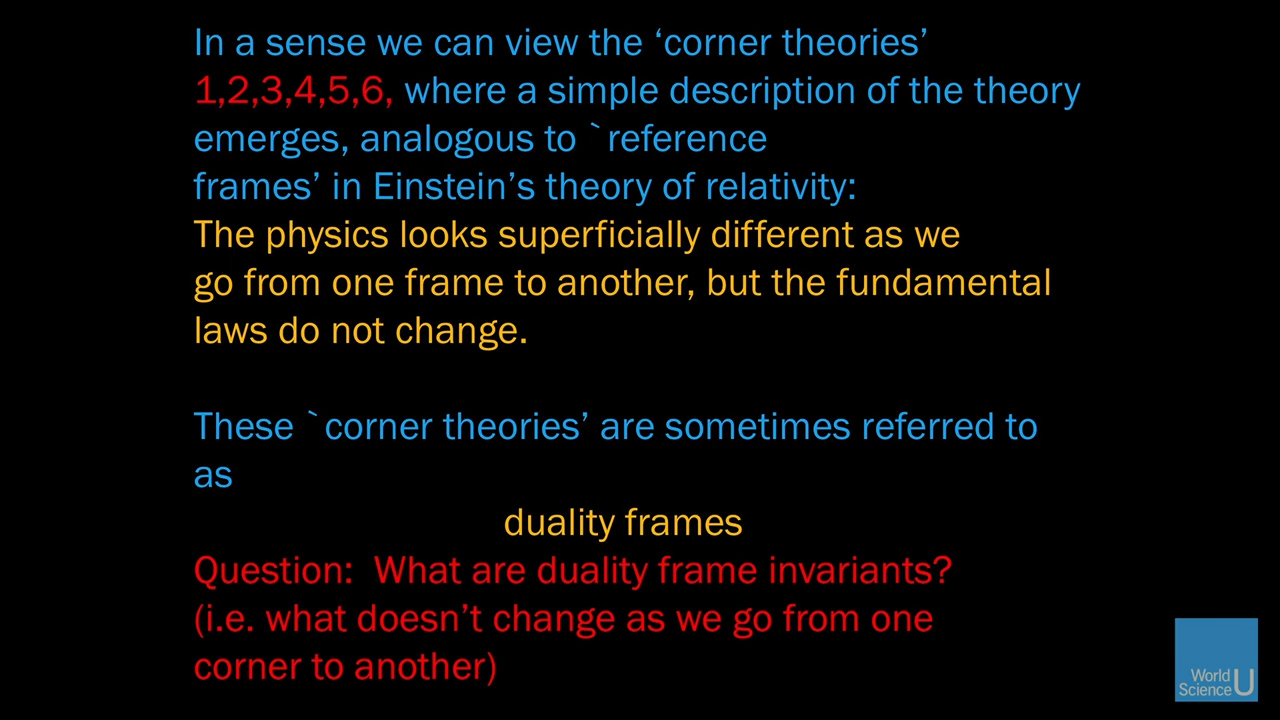 In a sense we can view the ‘corner theories’
1,2,3,4,5,6, where a simple description of the theory
emerges, analogous to `reference
frames’ in Einstein’s theory of relativity:
The physics looks superficially different as we
go from one frame to another, but the fundamental
laws do not change.
These `corner theories’ are sometimes referred to
as
duality frames
Question:  What are duality frame invariants?
(i.e. what doesn’t change as we go from one
corner to another)
World
Science U